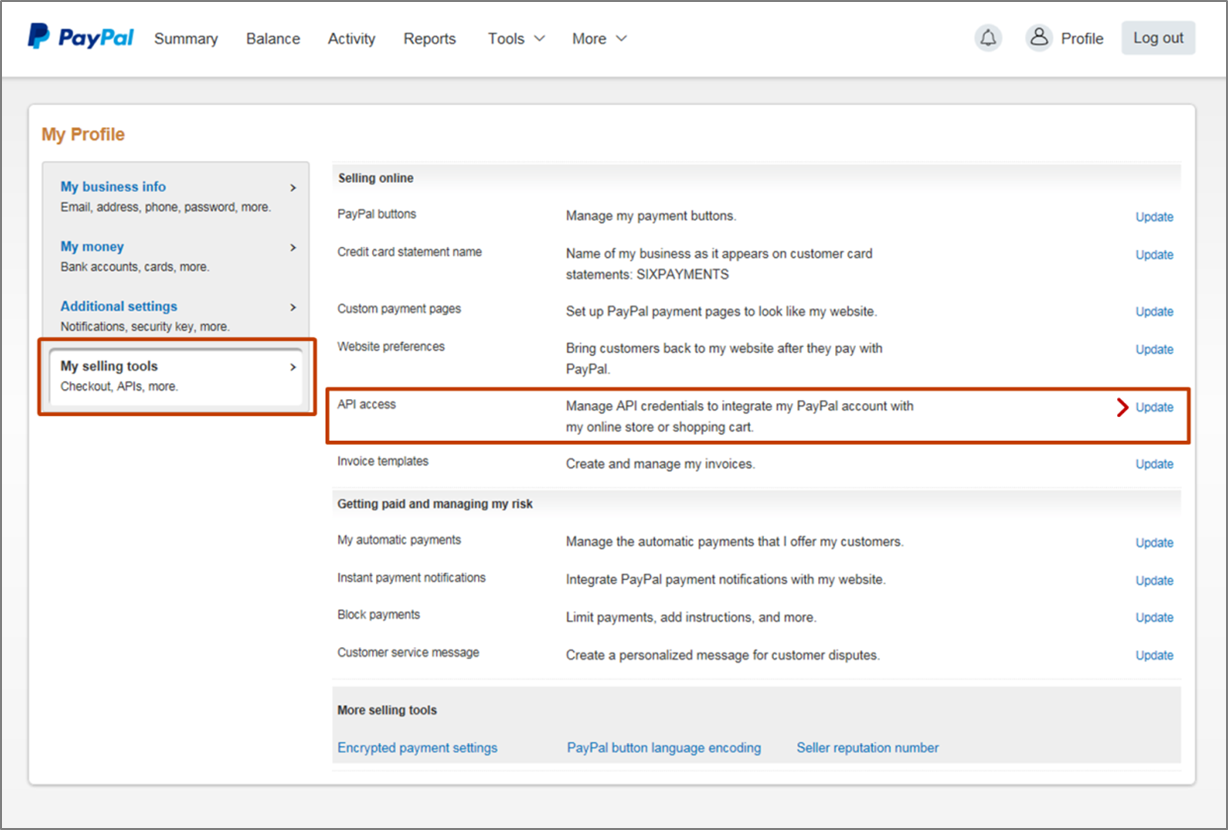 PayPal Summary Balance Activity Reports Tools More Profile Log out
My Profile
My business info
Email, address, phone, password, more.
My money
Bank accounts, cards, more.
Additional settings
Notifications, security key, more.
My selling tools
Checkout, APIs, more.
Selling online
PayPal buttons Manage my payment buttons. Update
Credit card statement name Name of my business as it appears on customer card Update
statements: SIXPAYMENTS
Custom payment pages Set up PayPal payment pages to look like my website. Update
Website preferences Bring customers back to my website after they pay with Update
PayPal.
API access Manage API credentials to integrate my PayPal account with Update
my online store or shopping cart.
Invoice templates Create and manage my invoices. Update
Getting paid and managing my risk
My automatic payments Manage the automatic payments that I offer my customers. Update
Instant payment notifications Integrate PayPal payment notifications with my website. Update
Block payments Limit payments, add instructions, and more. Update
Customer service message Create a personalized message for customer disputes. Update
More selling tools
Encrypted payment settings PayPal button language encoding Seller reputation number